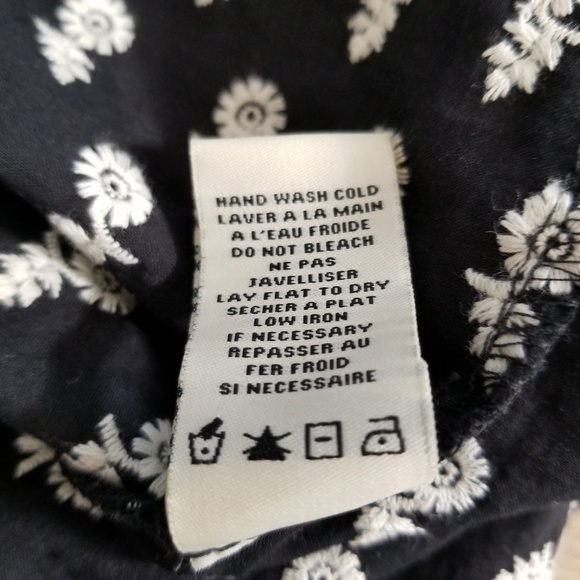 HAND WASH COLD
LAVER A LA MAIN
A L'EAU FROIDE
DO NOT BLEACH
NE PAS
JAVELLISER
LAY FLAT TO DRY
SECHER A PLAT
LOW IRON
IF NECESSARY
REPASSER AU
FER FROID
SI NECESSAIRE